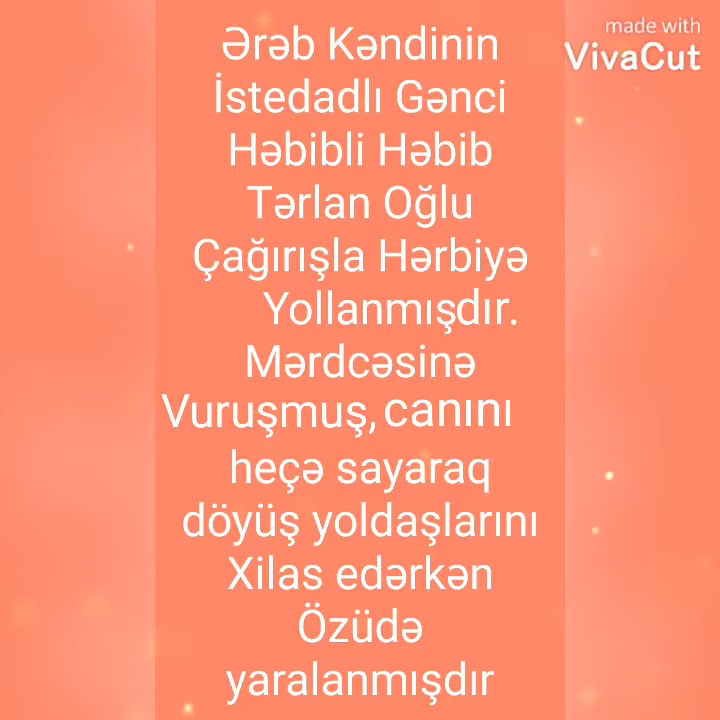 made with
VivaCut
Ərəb Kəndinin
İstedadlı Gənci
Həbibli Həbib
Tərlan Oğlu
Çağırışla Hərbiyə
Yollanmışdır.
Mərdcəsinə
Vuruşmuş, canını
heçə sayaraq
döyüş yoldaşlarını
Xilas edərkən
Özüdə
yaralanmışdır